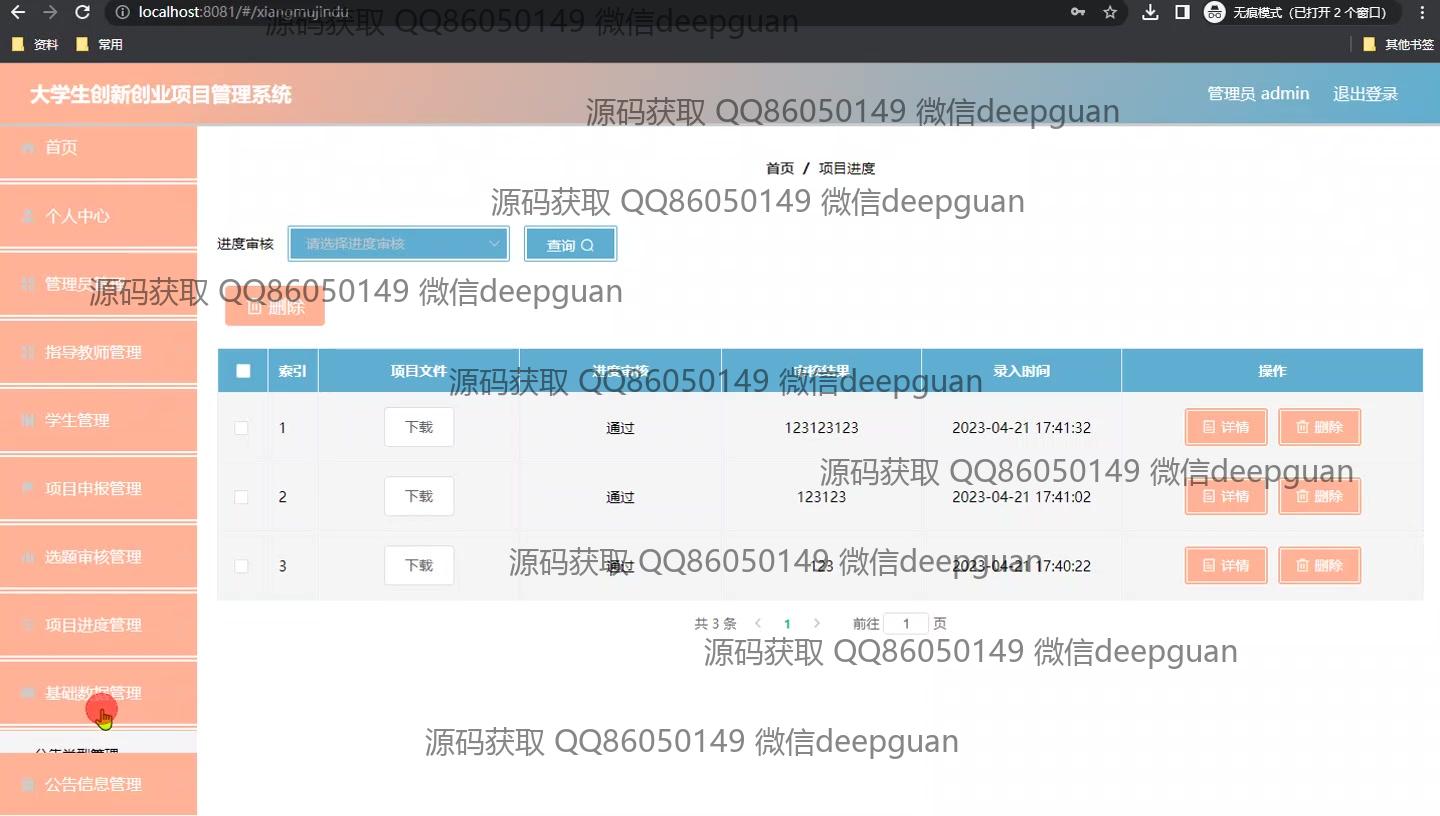 localhost:8081/#/xiangmujindu
无痕模式 (已打开 2 个窗口)
资料
常用
其他书签
源码获取 QQ86050149 微信deepguan
大学生创新创业项目管理系统
管理员 admin
退出登录
源码获取 QQ86050149 微信deepguan
首页
首页 / 项目进度
个人中心
源码获取 QQ86050149 微信deepguan
进度审核
请选择进度审核
查询
管理员
源码获取 QQ86050149 微信deepguan
删除
指导教师管理
索引
项目文件
进度审核
审核结果
录入时间
操作
源码获取 QQ86050149 微信deepguan
学生管理
1 下载 通过 123123123 2023-04-21 17:41:32 详情 删除
源码获取 QQ86050149 微信deepguan
项目申报管理
2 下载 通过 123123 2023-04-21 17:41:02 详情 删除
选题审核管理
源码获取 QQ86050149 微信deepguan
3 下载 通过 123 2023-04-21 17:40:22 详情 删除
项目进度管理
共 3 条
1
前往 1 页
源码获取 QQ86050149 微信deepguan
基础数据管理
源码获取 QQ86050149 微信deepguan
公告类型管理
公告信息管理